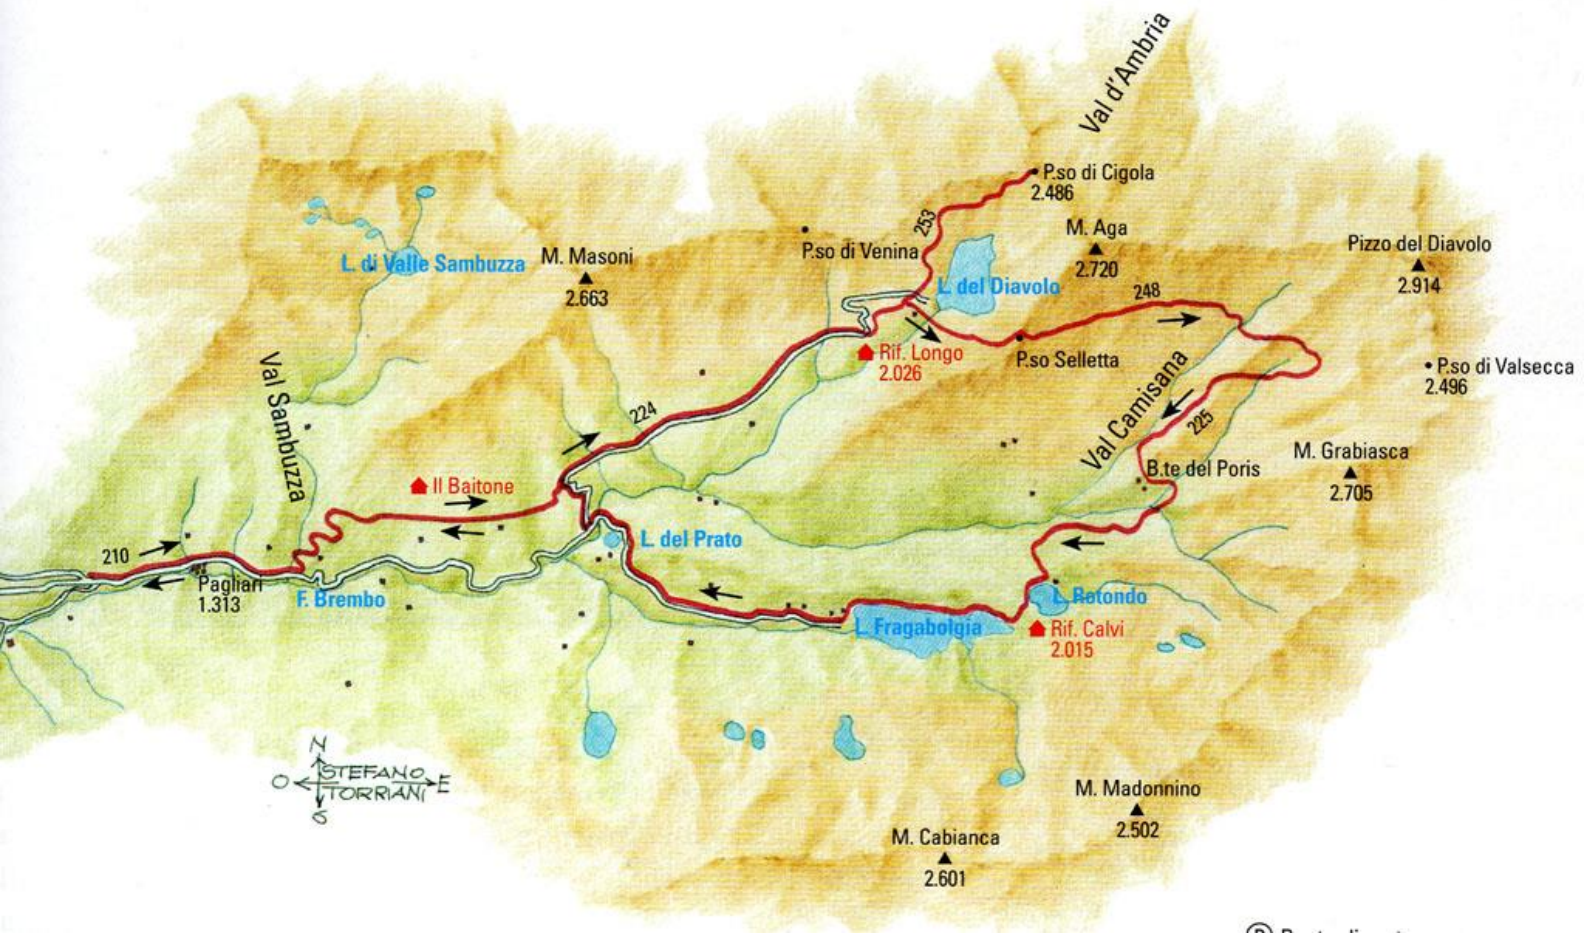 Val d'Ambria
P.so di Cigola
2.486
253
M. Aga
2.720
Pizzo del Diavolo
2.914
P.so di Venina
M. Masoni
2.663
L. di Valle Sambuzza
L. del Diavolo
248
Rif. Longo
2.026
P.so Selletta
P.so di Valsecca
2.496
Val Sambuzza
224
Val Camisana
225
M. Grabiasca
2.705
B.te del Poris
Il Baitone
L. del Prato
210
Pagliari
1.313
F. Brembo
L. Rotondo
L. Fragabolgia
Rif. Calvi
2.015
N
O
E
S
STEFANO
TORRIANI
M. Madonnino
2.502
M. Cabianca
2.601